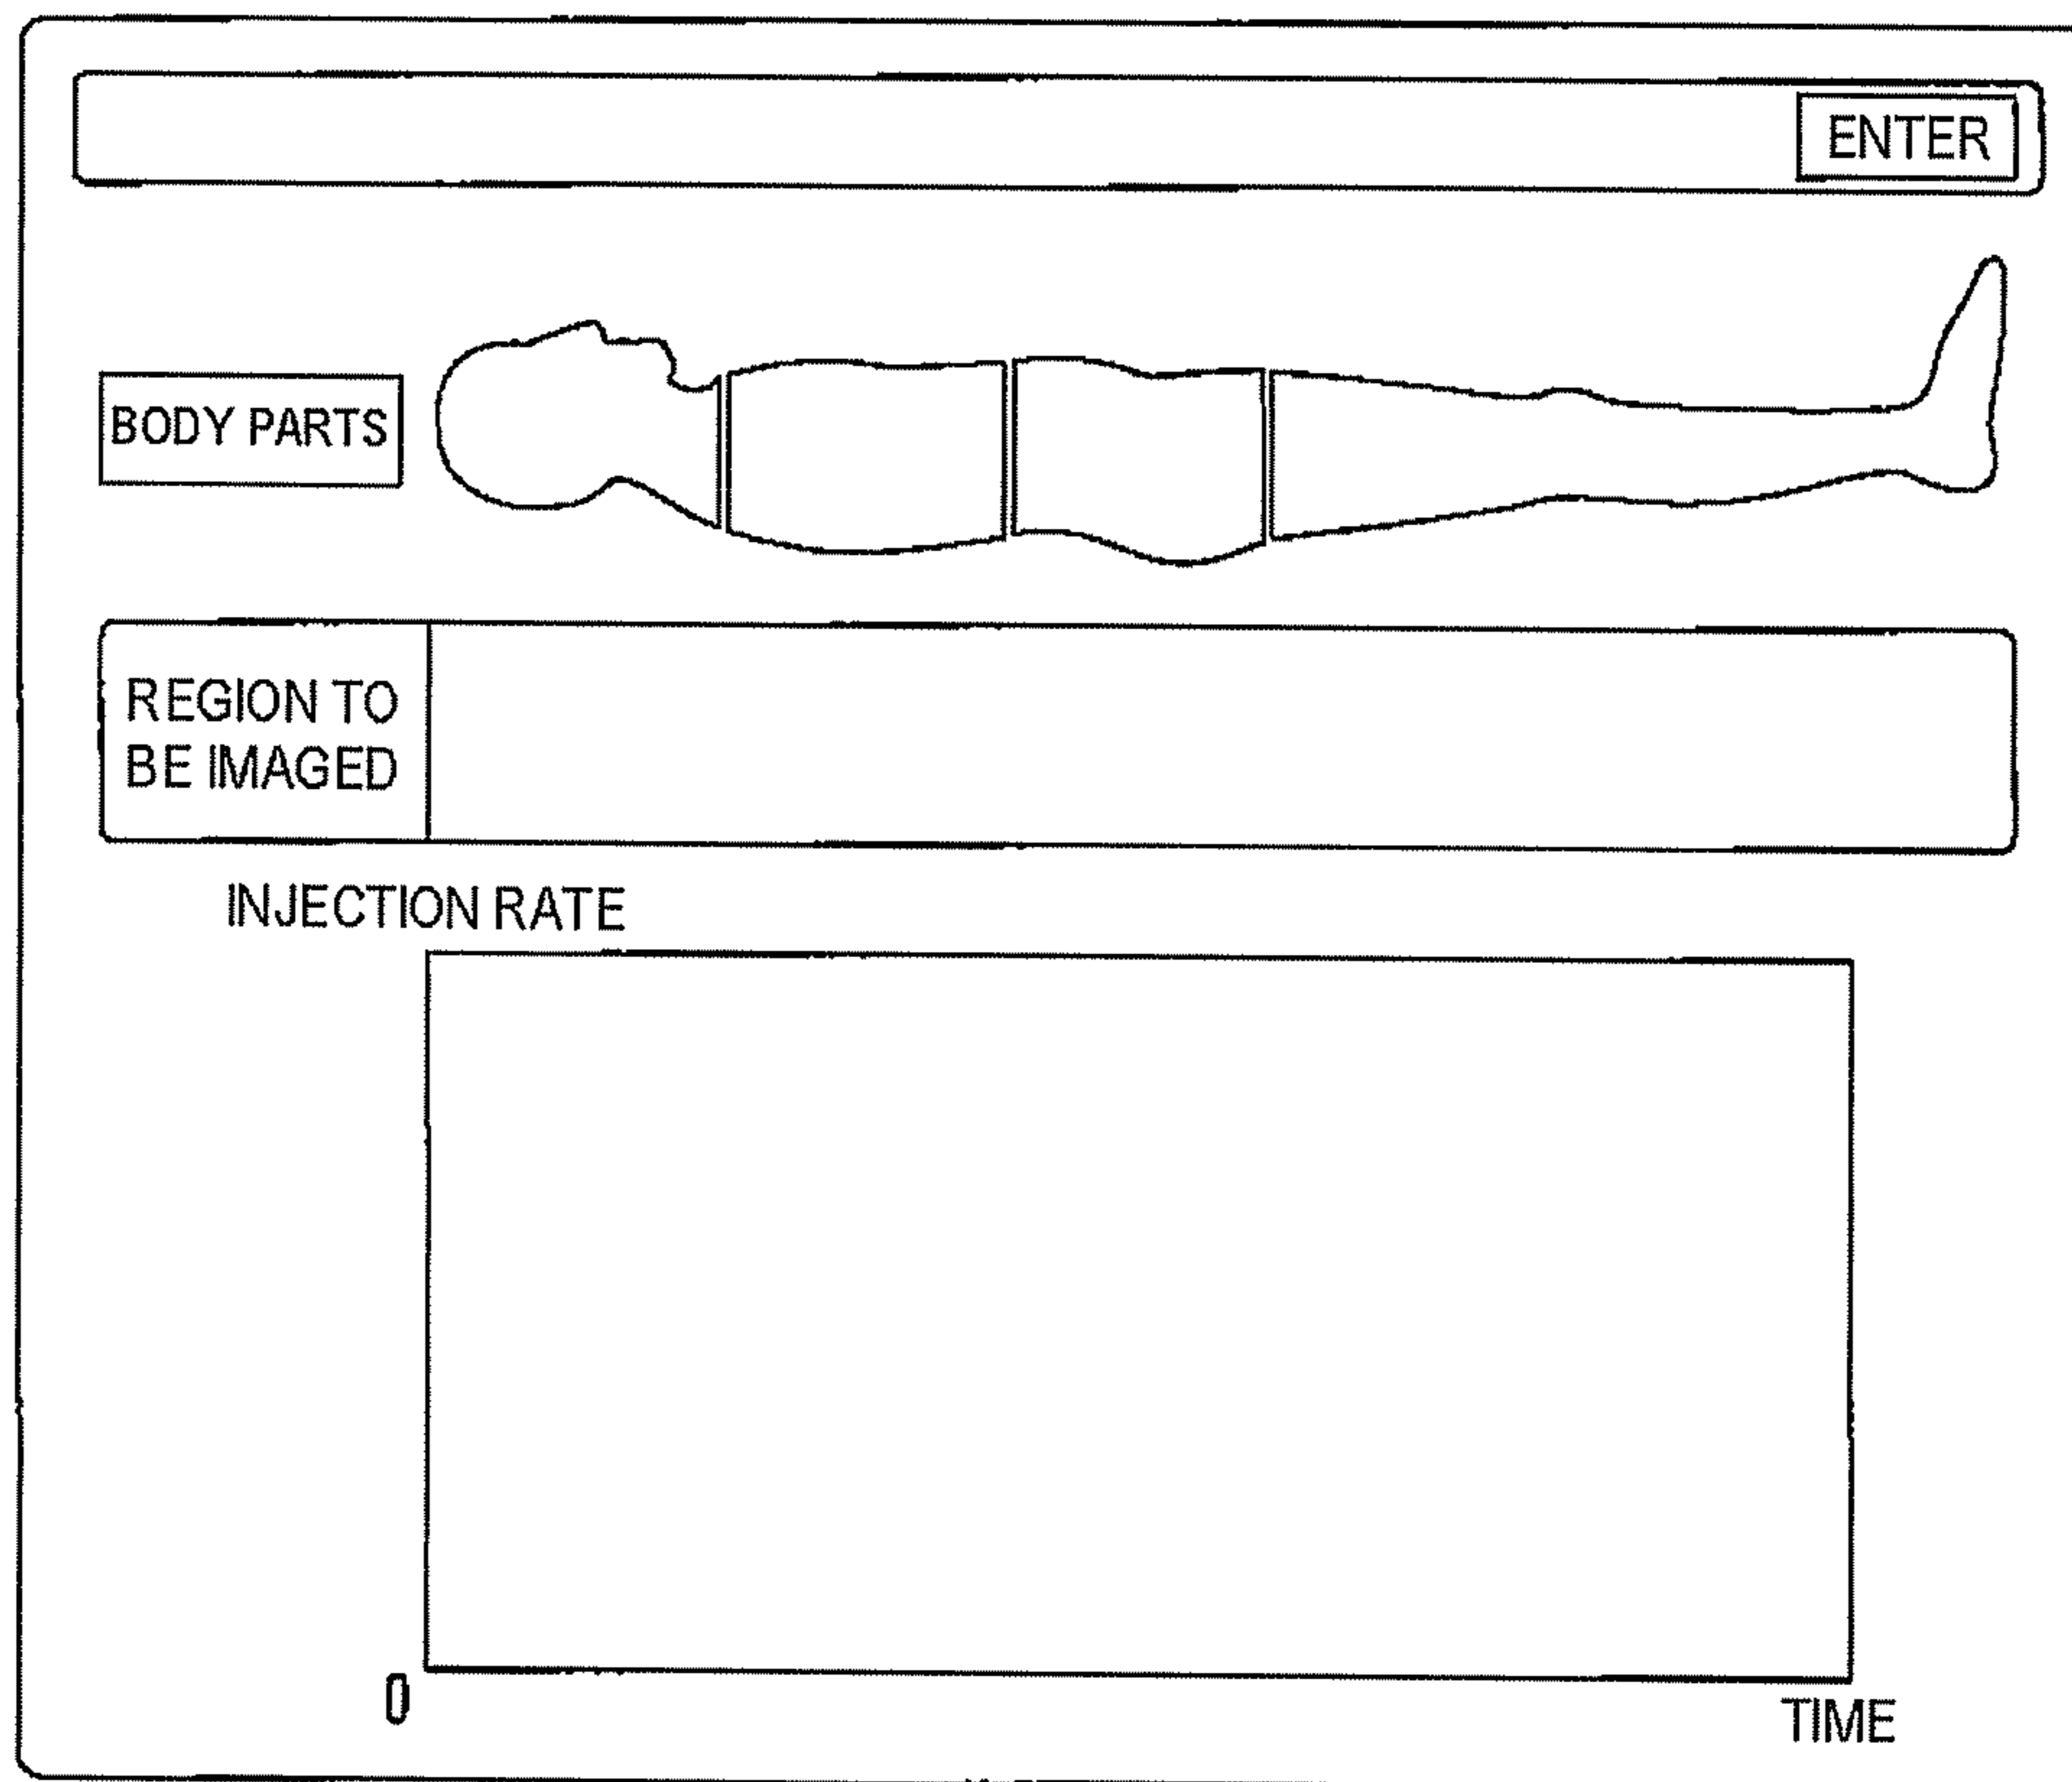 ENTER
BODY PARTS
REGION TO
BE IMAGED
INJECTION RATE
0
TIME